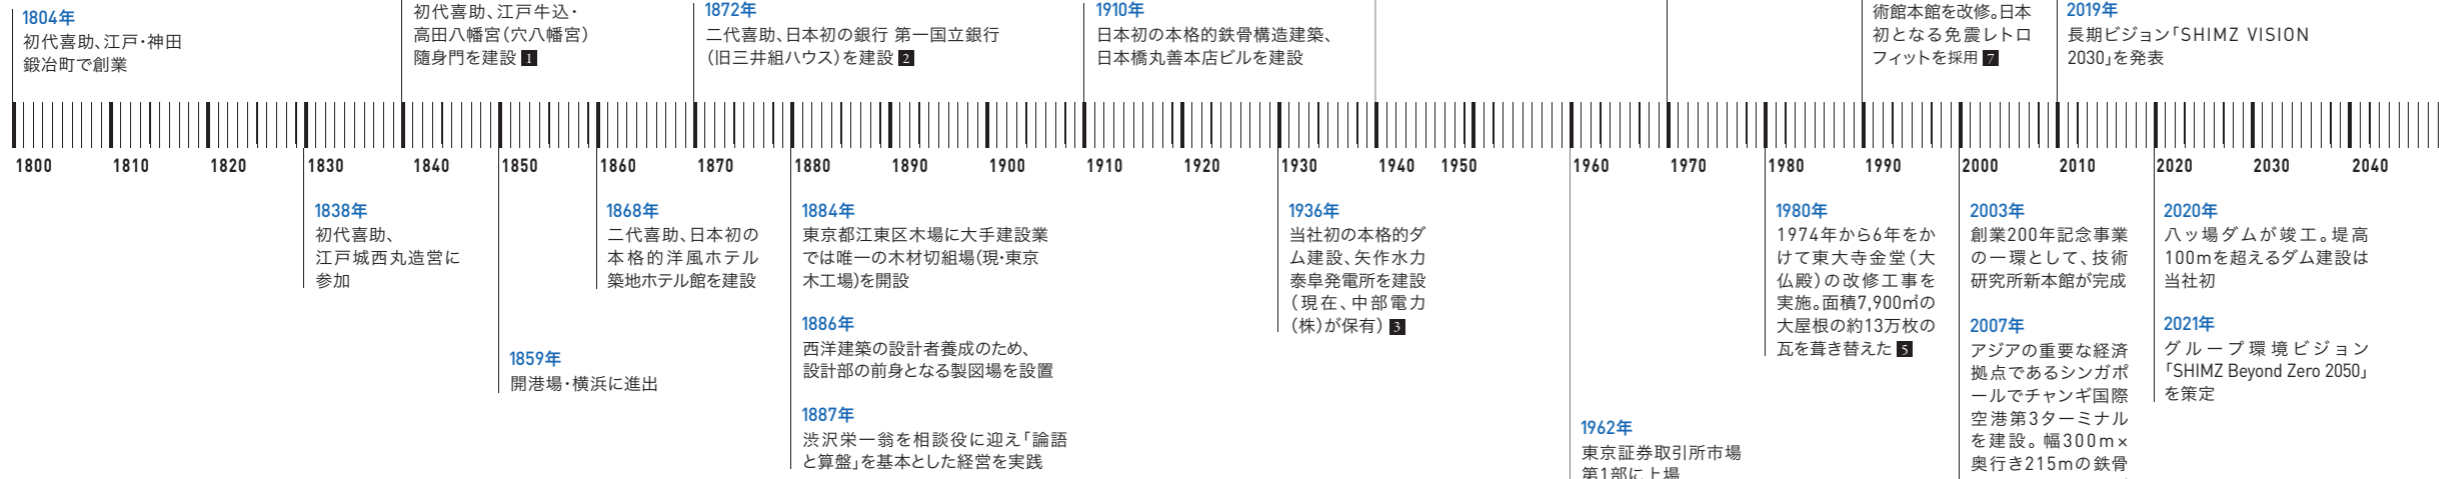 1804年
初代喜助、江戸・神田
鍛冶町で創業
初代喜助、江戸牛込・
高田八幡宮（穴八幡宮）
隨身門を建設 1
1872年
二代喜助、日本初の銀行 第一国立銀行
（旧三井組ハウス）を建設 2
1910年
日本初の本格的鉄骨構造建築、
日本橋丸善本店ビルを建設
術館本館を改修。日本
初となる免震レトロ
フィットを採用 7
2019年
長期ビジョン「SHIMZ VISION
2030」を発表
1800 1810 1820 1830 1840 1850 1860 1870 1880 1890 1900 1910 1920 1930 1940 1950 1960 1970 1980 1990 2000 2010 2020 2030 2040
1838年
初代喜助、
江戸城西丸造営に
参加
1859年
開港場・横浜に進出
1868年
二代喜助、日本初の
本格的洋風ホテル
築地ホテル館を建設
1884年
東京都江東区木場に大手建設業
では唯一の木材切組場(現・東京
木工場)を開設
1886年
西洋建築の設計者養成のため、
設計部の前身となる製図場を設置
1887年
渋沢栄一翁を相談役に迎え「論語
と算盤」を基本とした経営を実践
1936年
当社初の本格的ダ
ム建設、矢作水力
泰阜発電所を建設
（現在、中部電力
（株）が保有） 3
1962年
東京証券取引所市場
第1部に上場
1980年
1974年から6年をか
けて東大寺金堂（大
仏殿）の改修工事を
実施。面積7,900㎡の
大屋根の約13万枚の
瓦を葺き替えた 5
2003年
創業200年記念事業
の一環として、技術
研究所新本館が完成
2007年
アジアの重要な経済
拠点であるシンガポ
ールでチャンギ国際
空港第3ターミナル
を建設。幅300m×
奥行き215mの鉄骨
2020年
八ッ場ダムが竣工。堤高
100mを超えるダム建設は
当社初
2021年
グループ環境ビジョン
「SHIMZ Beyond Zero 2050」
を策定